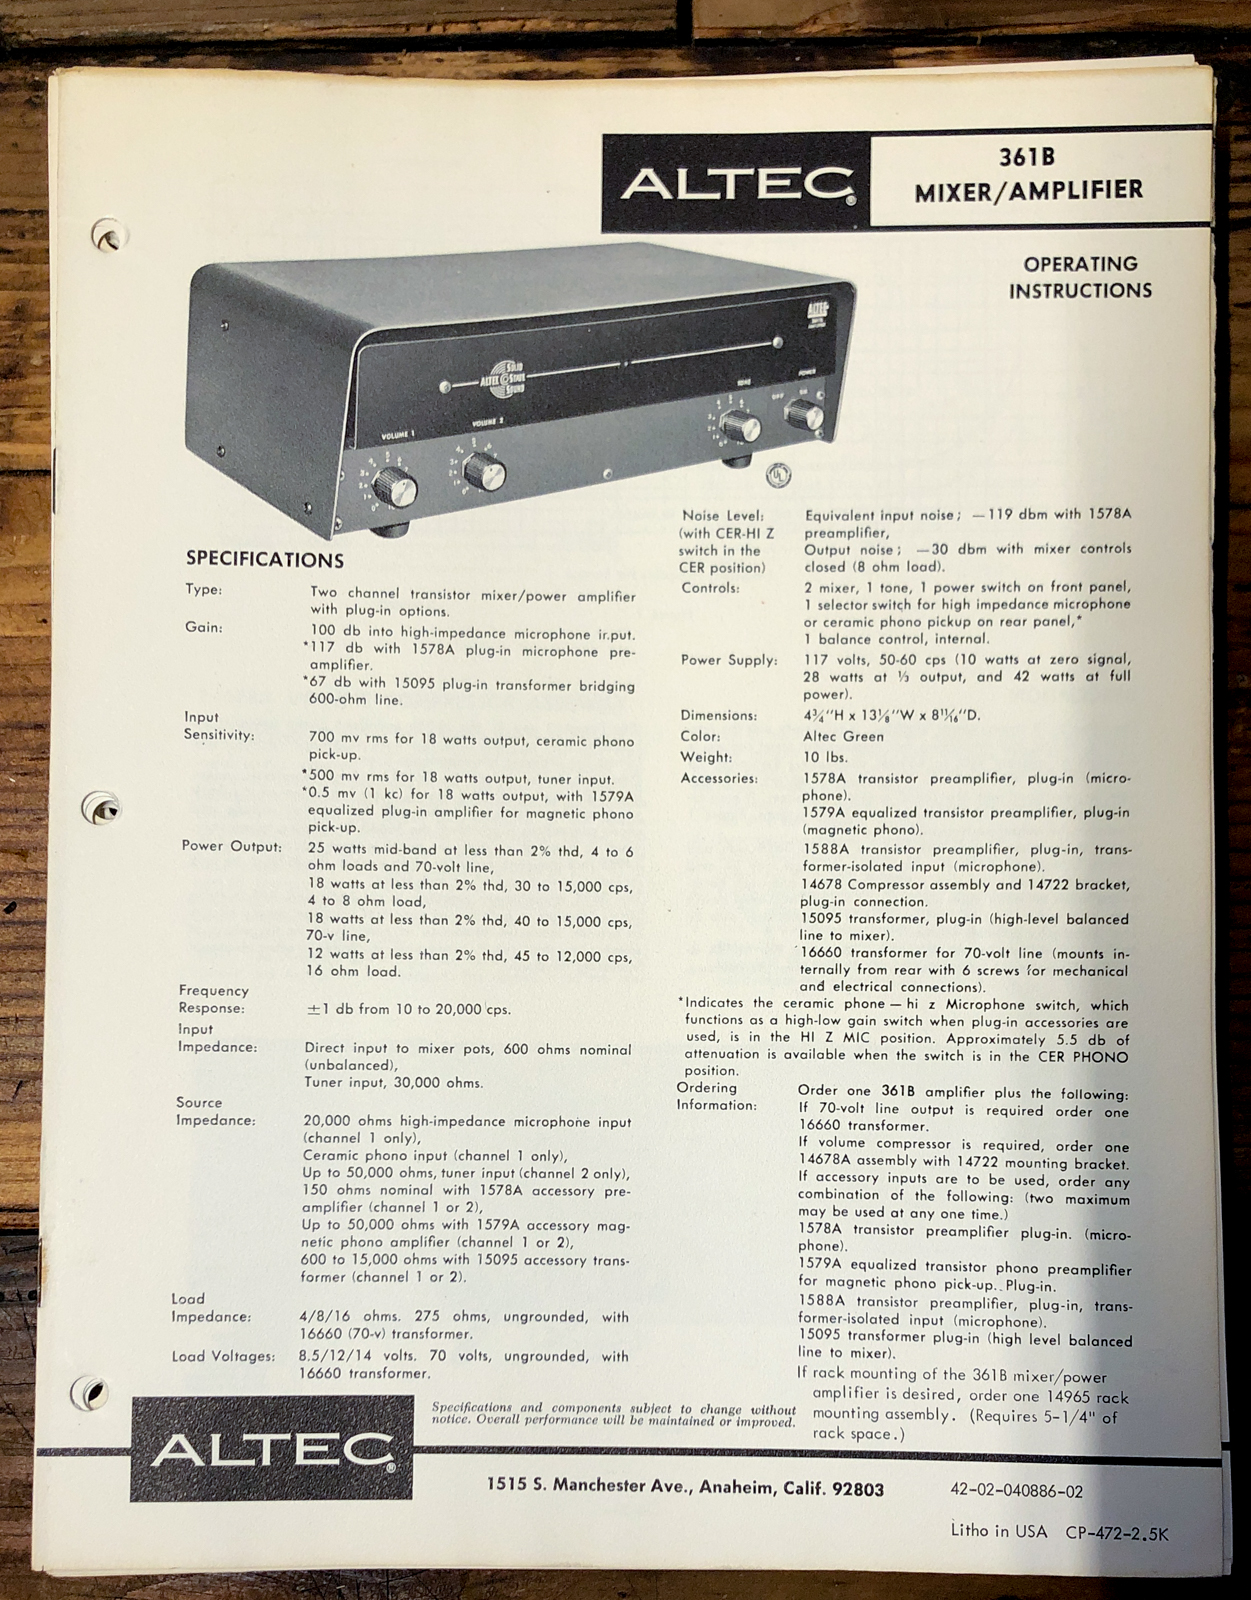 ALTEC®
361B
MIXER/AMPLIFIER
OPERATING
INSTRUCTIONS
ALTEC
SOLID
ALTEC STATE
SOUND
VOLUME 1
VOLUME 2
TONE
POWER
OFF
ON
UL
SPECIFICATIONS
Type: Two channel transistor mixer/power amplifier
with plug-in options.
Gain: 100 db into high-impedance microphone input.
*117 db with 1578A plug-in microphone pre-
amplifier.
*67 db with 15095 plug-in transformer bridging
600-ohm line.
Input
Sensitivity: 700 mv rms for 18 watts output, ceramic phono
pick-up.
*500 mv rms for 18 watts output, tuner input.
*0.5 mv (1 kc) for 18 watts output, with 1579A
equalized plug-in amplifier for magnetic phono
pick-up.
Power Output: 25 watts mid-band at less than 2% thd, 4 to 6
ohm loads and 70-volt line,
18 watts at less than 2% thd, 30 to 15,000 cps,
4 to 8 ohm load,
18 watts at less than 2% thd, 40 to 15,000 cps,
70-v line,
12 watts at less than 2% thd, 45 to 12,000 cps,
16 ohm load.
Frequency
Response: ±1 db from 10 to 20,000 cps.
Input
Impedance: Direct input to mixer pots, 600 ohms nominal
(unbalanced),
Tuner input, 30,000 ohms.
Source
Impedance: 20,000 ohms high-impedance microphone input
(channel 1 only),
Ceramic phono input (channel 1 only),
Up to 50,000 ohms, tuner input (channel 2 only),
150 ohms nominal with 1578A accessory pre-
amplifier (channel 1 or 2),
Up to 50,000 ohms with 1579A accessory mag-
netic phono amplifier (channel 1 or 2),
600 to 15,000 ohms with 15095 accessory trans-
former (channel 1 or 2).
Load
Impedance: 4/8/16 ohms. 275 ohms, ungrounded, with
16660 (70-v) transformer.
Load Voltages: 8.5/12/14 volts. 70 volts, ungrounded, with
16660 transformer.
Noise Level: Equivalent input noise; —119 dbm with 1578A
(with CER-HI Z preamplifier,
switch in the Output noise; —30 dbm with mixer controls
CER position) closed (8 ohm load).
Controls: 2 mixer, 1 tone, 1 power switch on front panel,
1 selector switch for high impedance microphone
or ceramic phono pickup on rear panel,*
1 balance control, internal.
Power Supply: 117 volts, 50-60 cps (10 watts at zero signal,
28 watts at ⅓ output, and 42 watts at full
power).
Dimensions: 4¾"H x 13⅛"W x 8¹¹⁄₁₆"D.
Color: Altec Green
Weight: 10 lbs.
Accessories: 1578A transistor preamplifier, plug-in (micro-
phone).
1579A equalized transistor preamplifier, plug-in
(magnetic phono).
1588A transistor preamplifier, plug-in, trans-
former-isolated input (microphone).
14678 Compressor assembly and 14722 bracket,
plug-in connection.
15095 transformer, plug-in (high-level balanced
line to mixer).
16660 transformer for 70-volt line (mounts in-
ternally from rear with 6 screws for mechanical
and electrical connections).
*Indicates the ceramic phone — hi z Microphone switch, which
functions as a high-low gain switch when plug-in accessories are
used, is in the HI Z MIC position. Approximately 5.5 db of
attenuation is available when the switch is in the CER PHONO
position.
Ordering Order one 361B amplifier plus the following:
Information: If 70-volt line output is required order one
16660 transformer.
If volume compressor is required, order one
14678A assembly with 14722 mounting bracket.
If accessory inputs are to be used, order any
combination of the following: (two maximum
may be used at any one time.)
1578A transistor preamplifier plug-in. (micro-
phone).
1579A equalized transistor phono preamplifier
for magnetic phono pick-up. Plug-in.
1588A transistor preamplifier, plug-in, trans-
former-isolated input (microphone).
15095 transformer plug-in (high level balanced
line to mixer).
If rack mounting of the 361B mixer/power
amplifier is desired, order one 14965 rack
mounting assembly. (Requires 5-1/4" of
rack space.)
Specifications and components subject to change without
notice. Overall performance will be maintained or improved.
ALTEC®
1515 S. Manchester Ave., Anaheim, Calif. 92803
42-02-040886-02
Litho in USA CP-472-2.5K